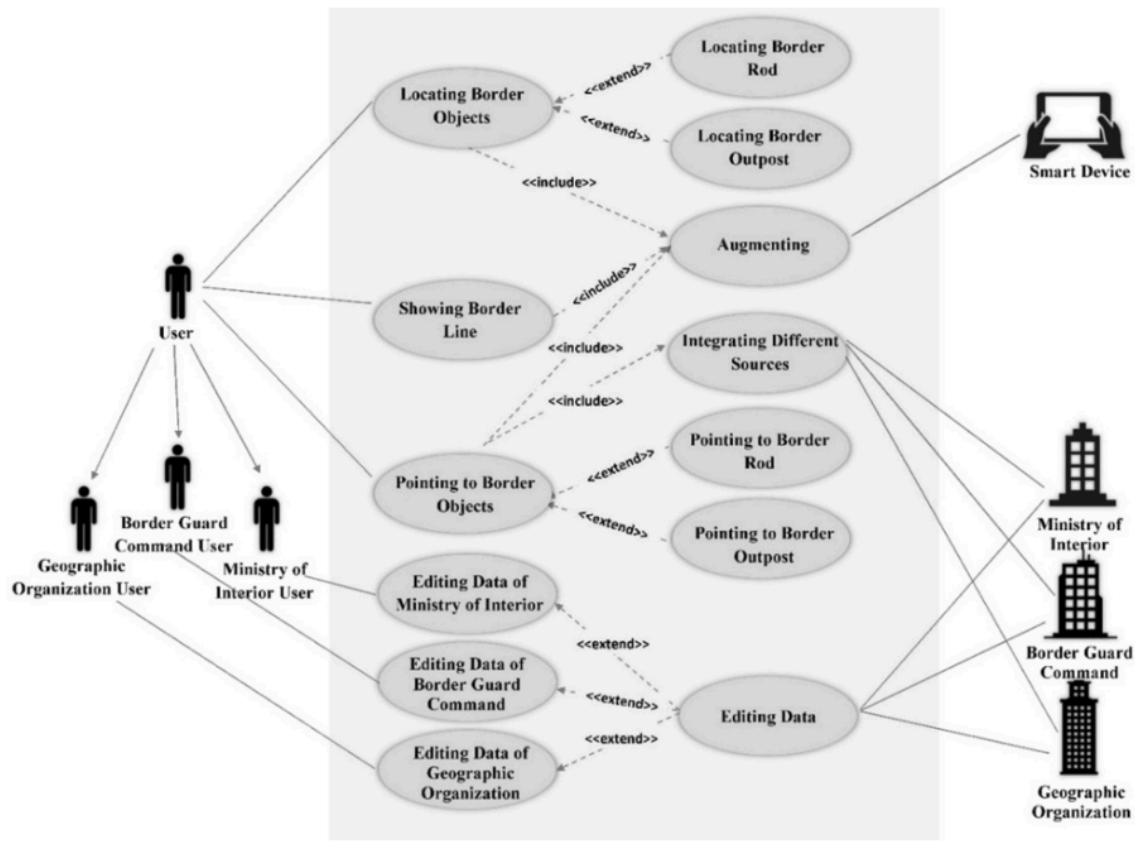 Locating Border
Rod
<<extend>>
Locating Border
Objects
<<extend>>
Locating Border
Outpost
Smart Device
<<include>>
Augmenting
<<include>>
Showing Border
Line
User
<<include>>
Integrating Different
Sources
<<include>>
Pointing to Border
Rod
<<extend>>
Pointing to Border
Objects
<<extend>>
Pointing to Border
Outpost
Ministry of
Interior
Border Guard
Command User
Geographic
Organization User
Ministry of
Interior User
Editing Data of
Ministry of Interior
<<extend>>
Border Guard
Command
Editing Data of
Border Guard
Command
<<extend>>
Editing Data
<<extend>>
Editing Data of
Geographic
Organization
Geographic
Organization